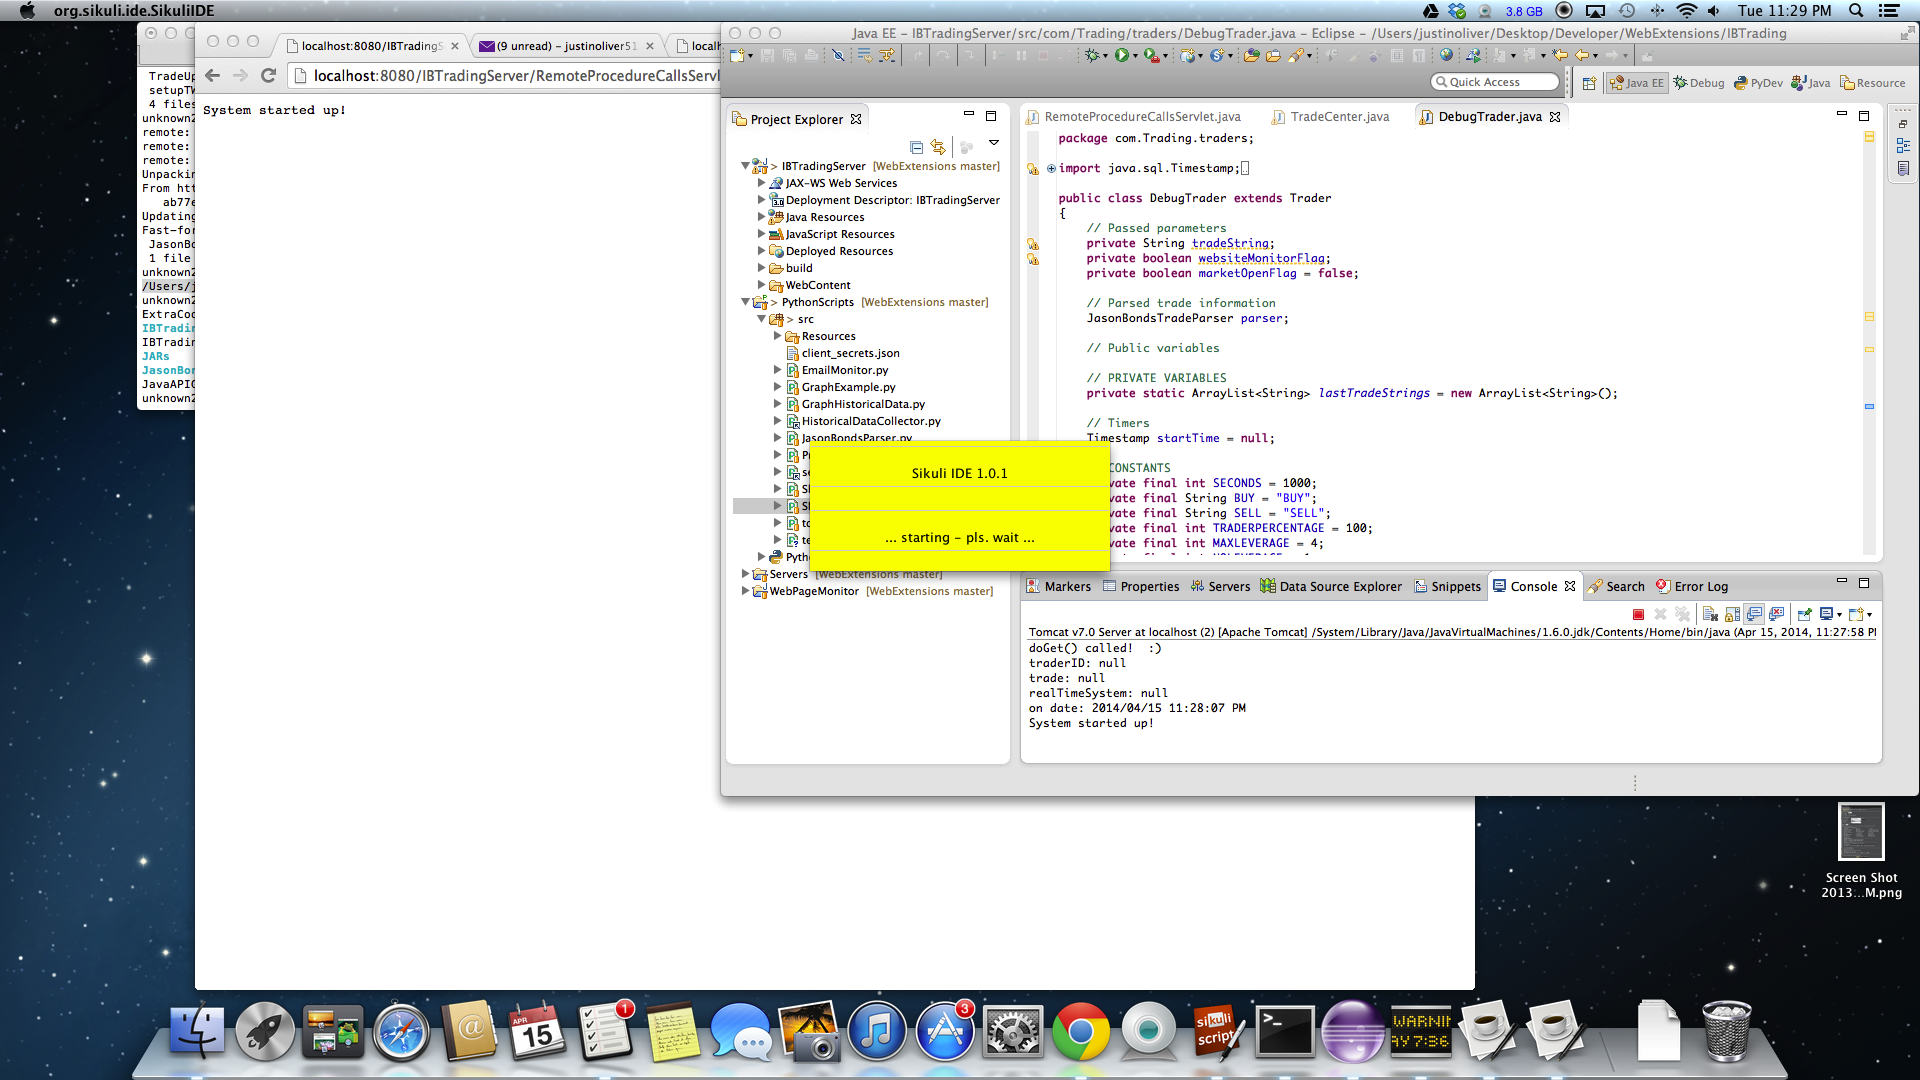 org.sikuli.ide.SikuliIDE
3.8 GB
Tue 11:29 PM
TradeUp
setupTW
4 files
unknown2
remote:
remote:
remote:
Unpackin
From htt
ab77e
Updating
Fast-for
JasonBo
1 file
unknown2
/Users/j
unknown2
ExtraCod
IBTradin
IBTradin
JARs
JasonBon
JavaAPIC
unknown2
localhost:8080/IBTradingS
(9 unread) - justinoliver51
localh
localhost:8080/IBTradingServer/RemoteProcedureCallsServl
System started up!
Java EE - IBTradingServer/src/com/Trading/traders/DebugTrader.java - Eclipse - /Users/justinoliver/Desktop/Developer/WebExtensions/IBTrading
Quick Access
Java EE
Debug
PyDev
Java
Resource
Project Explorer
> IBTradingServer [WebExtensions master]
JAX-WS Web Services
Deployment Descriptor: IBTradingServer
Java Resources
JavaScript Resources
Deployed Resources
build
WebContent
> PythonScripts [WebExtensions master]
> src
Resources
client_secrets.json
EmailMonitor.py
GraphExample.py
GraphHistoricalData.py
HistoricalDataCollector.py
JasonBondsParser.py
Pyth
Servers [WebExtensions master]
WebPageMonitor [WebExtensions master]
RemoteProcedureCallsServlet.java
TradeCenter.java
DebugTrader.java
package com.Trading.traders;
import java.sql.Timestamp;
public class DebugTrader extends Trader
{
// Passed parameters
private String tradeString;
private boolean websiteMonitorFlag;
private boolean marketOpenFlag = false;
// Parsed trade information
JasonBondsTradeParser parser;
// Public variables
// PRIVATE VARIABLES
private static ArrayList<String> lastTradeStrings = new ArrayList<String>();
// Timers
Timestamp startTime = null;
CONSTANTS
vate final int SECONDS = 1000;
vate final String BUY = "BUY";
vate final String SELL = "SELL";
vate final int TRADERPERCENTAGE = 100;
vate final int MAXLEVERAGE = 4;
Sikuli IDE 1.0.1
... starting - pls. wait ...
Markers
Properties
Servers
Data Source Explorer
Snippets
Console
Search
Error Log
Tomcat v7.0 Server at localhost (2) [Apache Tomcat] /System/Library/Java/JavaVirtualMachines/1.6.0.jdk/Contents/Home/bin/java (Apr 15, 2014, 11:27:58 P
doGet() called! :)
traderID: null
trade: null
realTimeSystem: null
on date: 2014/04/15 11:28:07 PM
System started up!
Screen Shot
2013...M.png
APR
15
1
3
sikuli
script
>_
WARNIN
AY 7:36